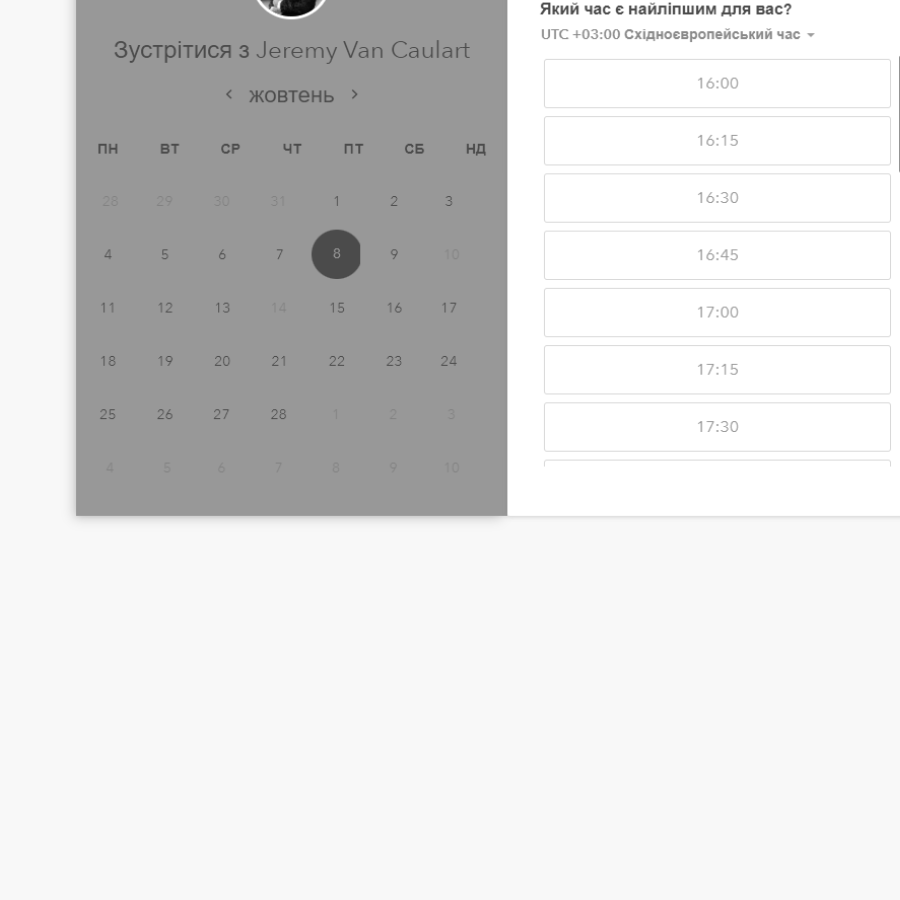 Зустрітися з Jeremy Van Caulart
жовтень
ПН ВТ СР ЧТ ПТ СБ НД
28 29 30 31 1 2 3
4 5 6 7 8 9 10
11 12 13 14 15 16 17
18 19 20 21 22 23 24
25 26 27 28 1 2 3
4 5 6 7 8 9 10
Який час є найліпшим для вас?
UTC +03:00 Східноєвропейський час
16:00
16:15
16:30
16:45
17:00
17:15
17:30